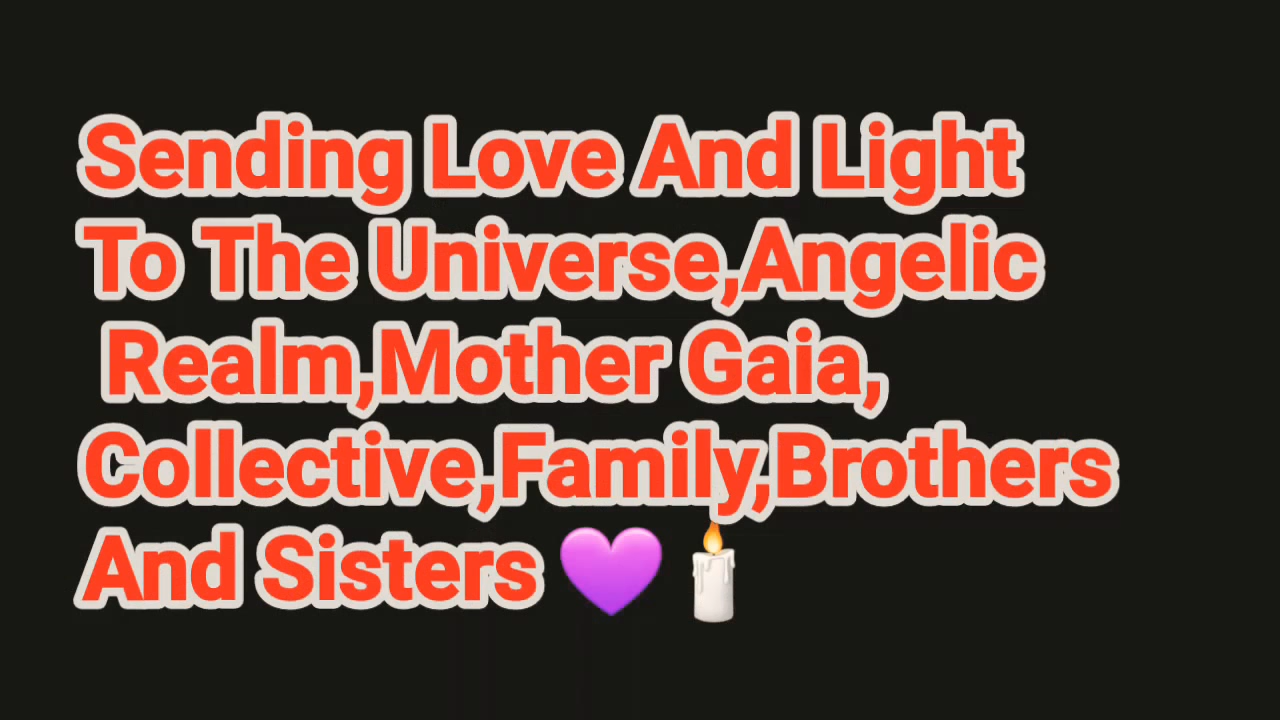 Sending Love And Light
To The Universe,Angelic
Realm,Mother Gaia,
Collective,Family,Brothers
And Sisters 💜 🕯️